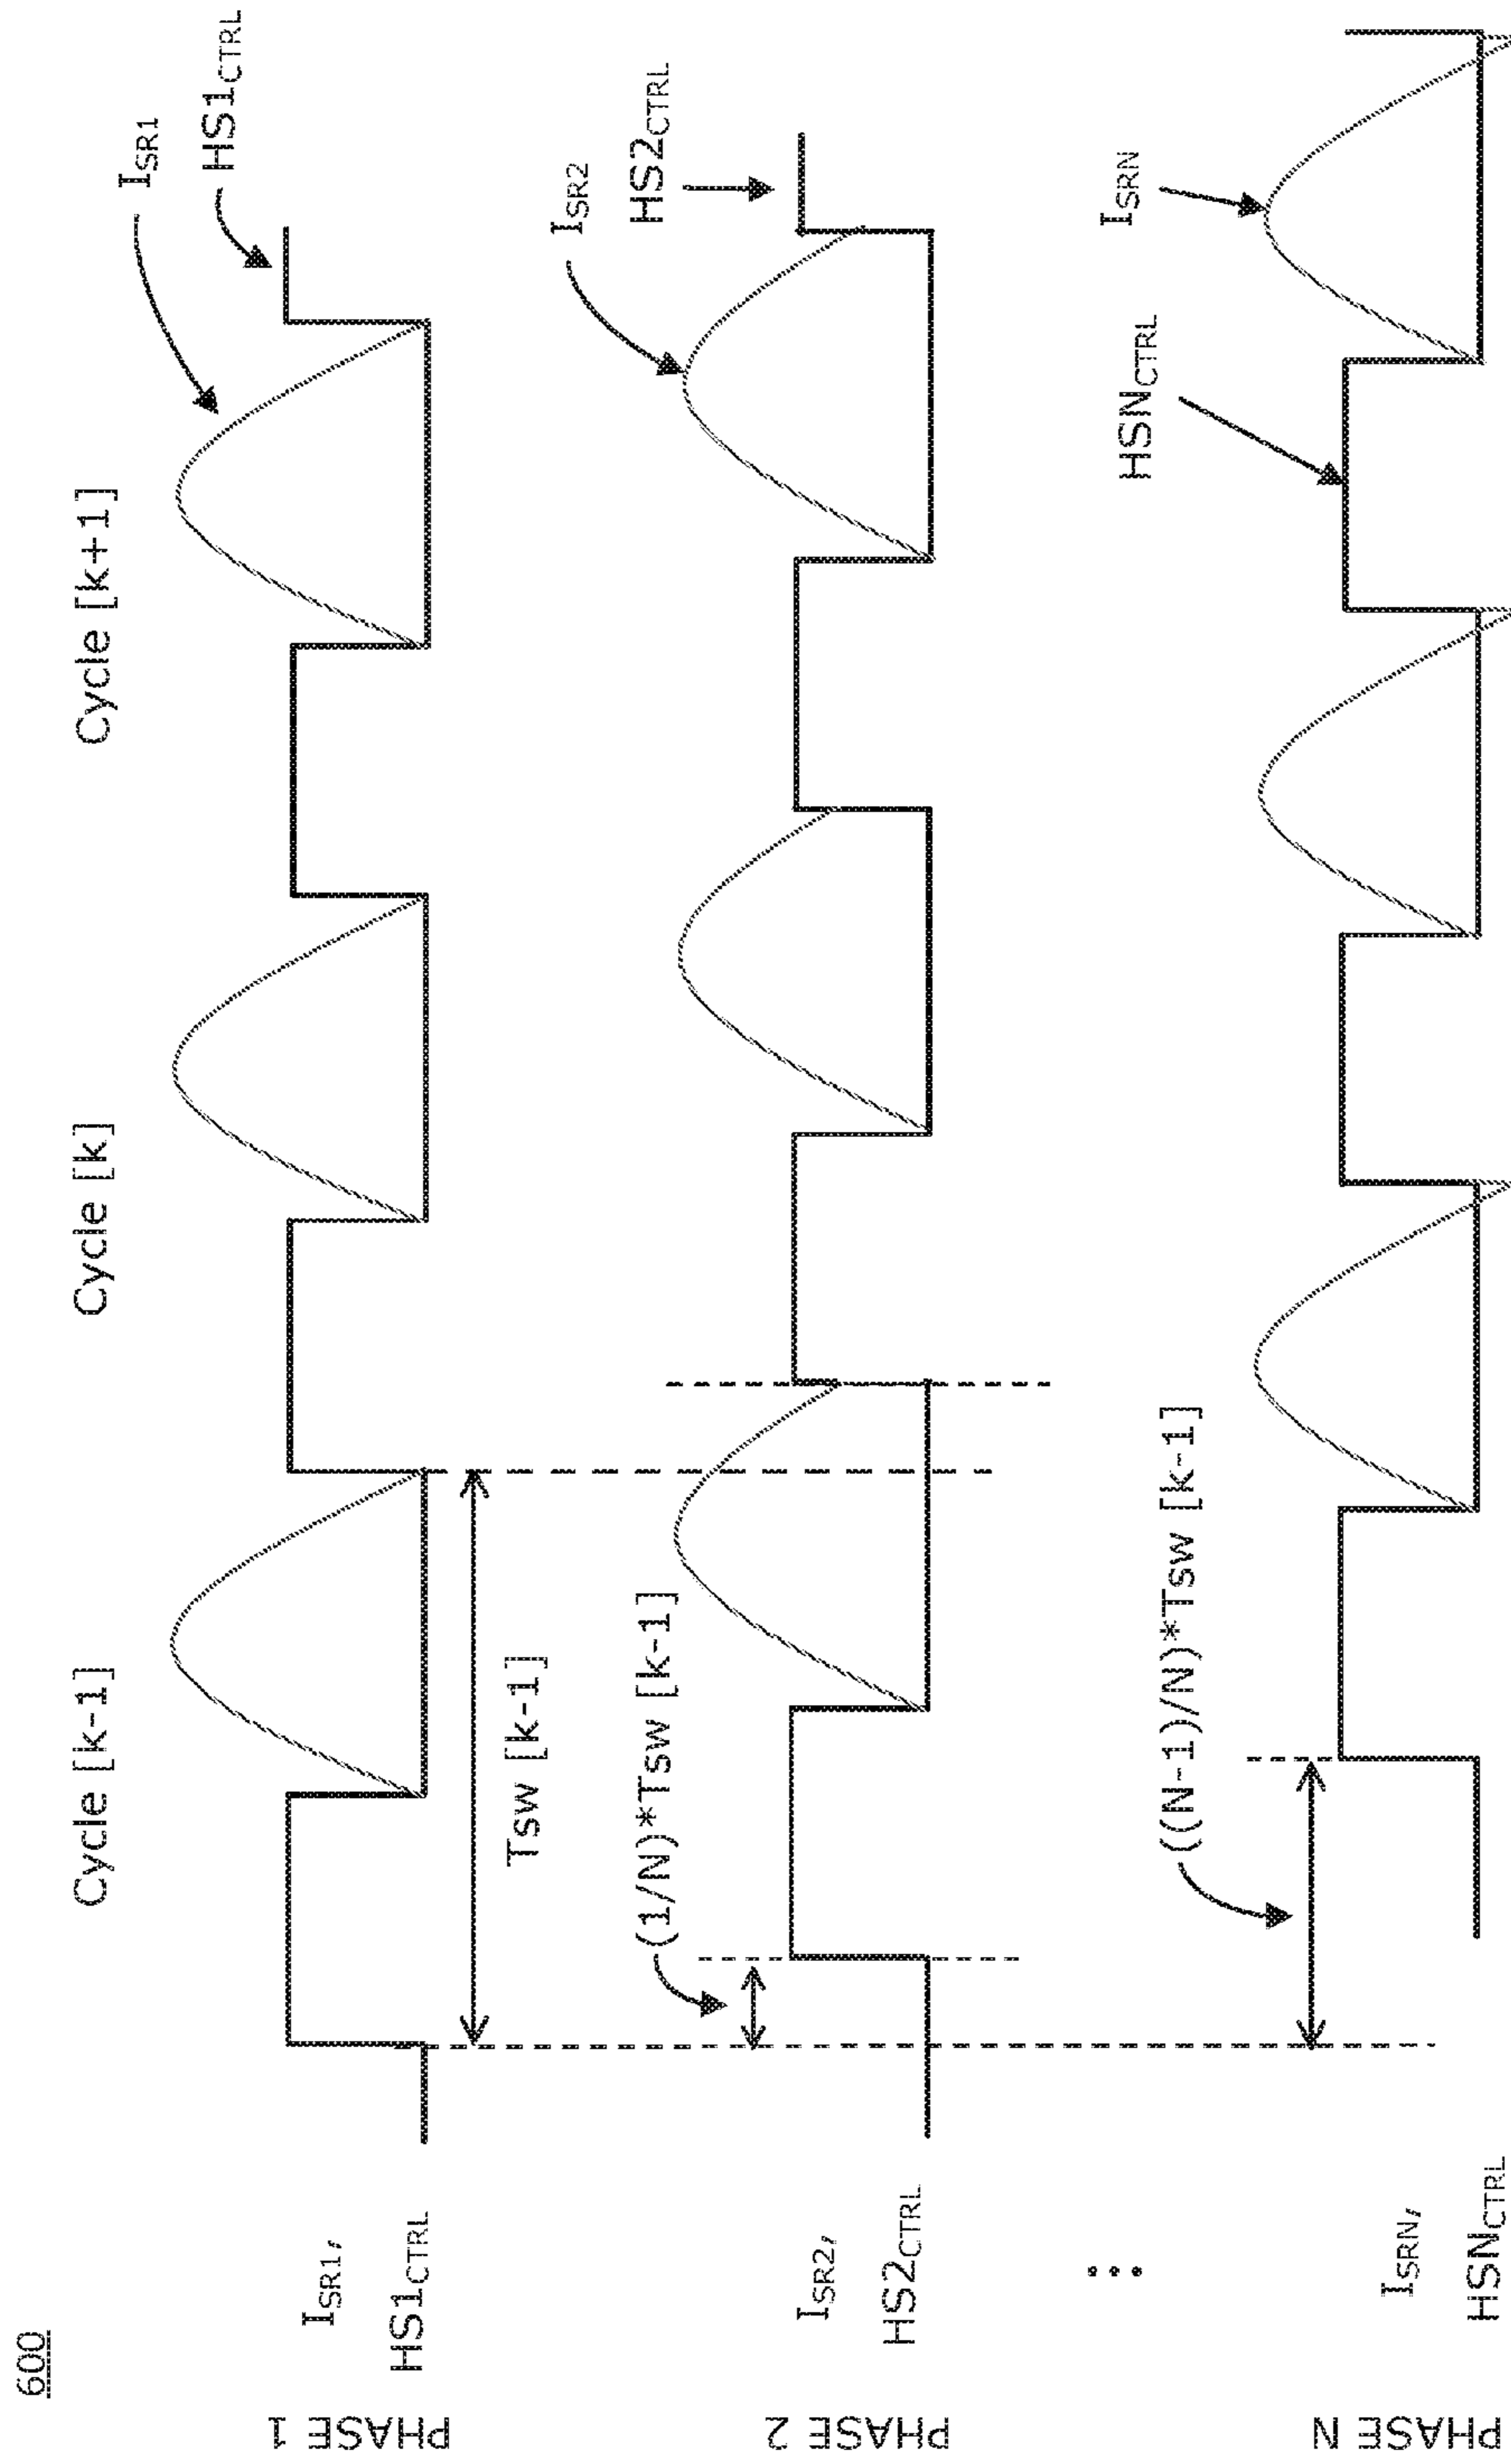 600
Cycle [k-1]
Cycle [k]
Cycle [k+1]
PHASE 1
I_SR1,
HS1_CTRL
I_SR1
HS1_CTRL
Tsw [k-1]
PHASE 2
I_SR2,
HS2_CTRL
(1/N)*Tsw [k-1]
I_SR2
HS2_CTRL
PHASE N
I_SRN,
HSN_CTRL
((N-1)/N)*Tsw [k-1]
HSN_CTRL
I_SRN